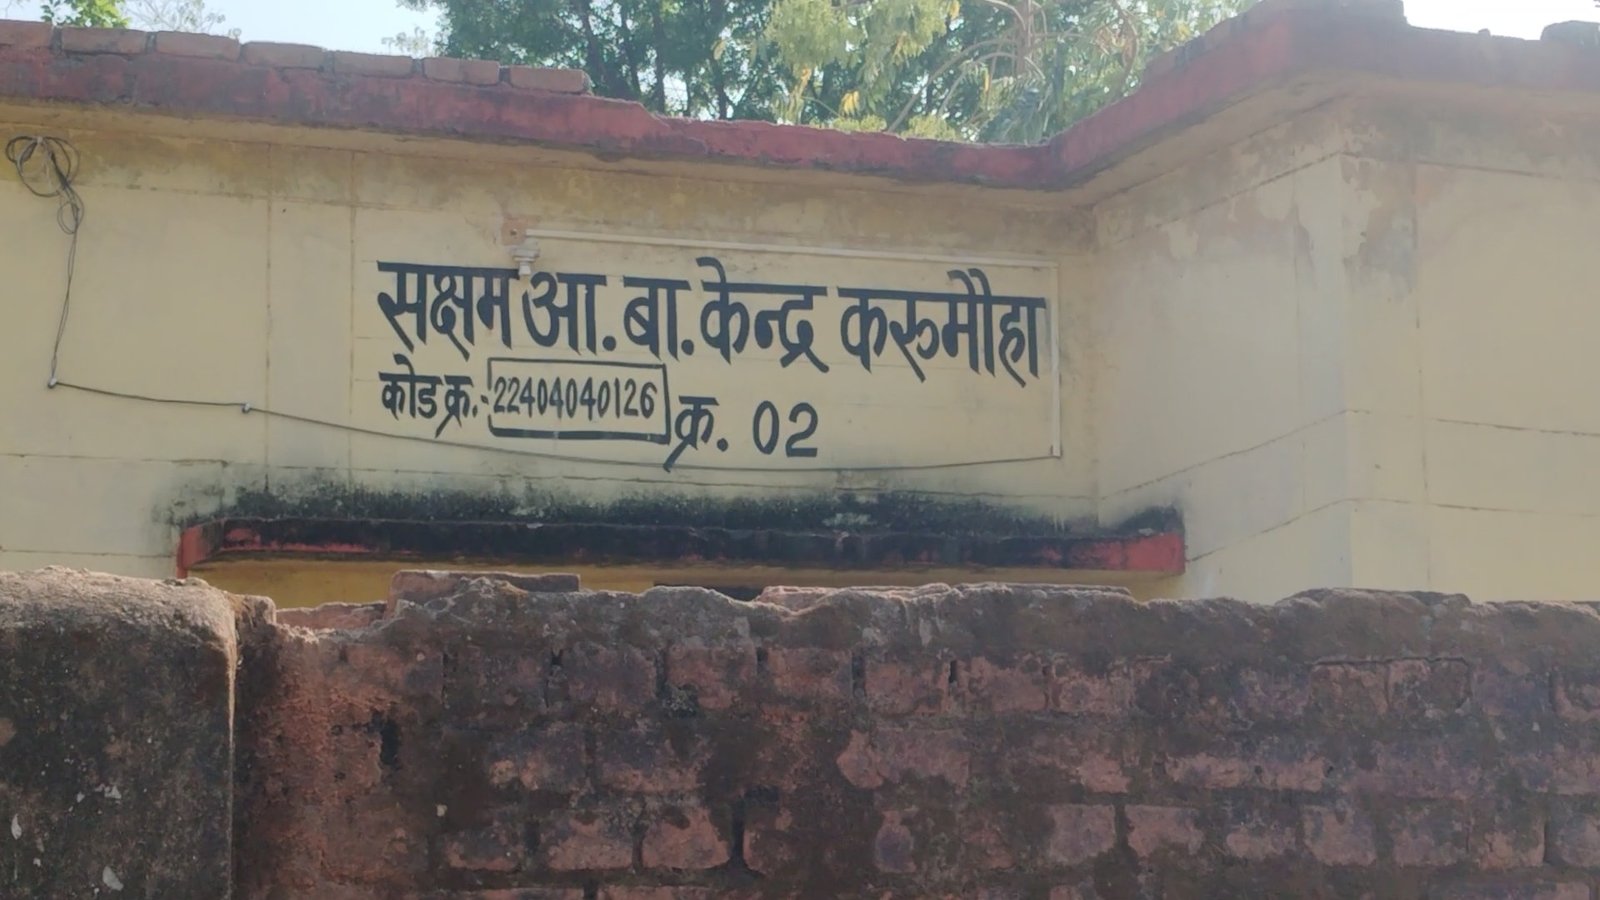 सक्षम आ. बा. केन्द्र करूमौहा
कोड क्र.:- 22404040126 क्र. 02